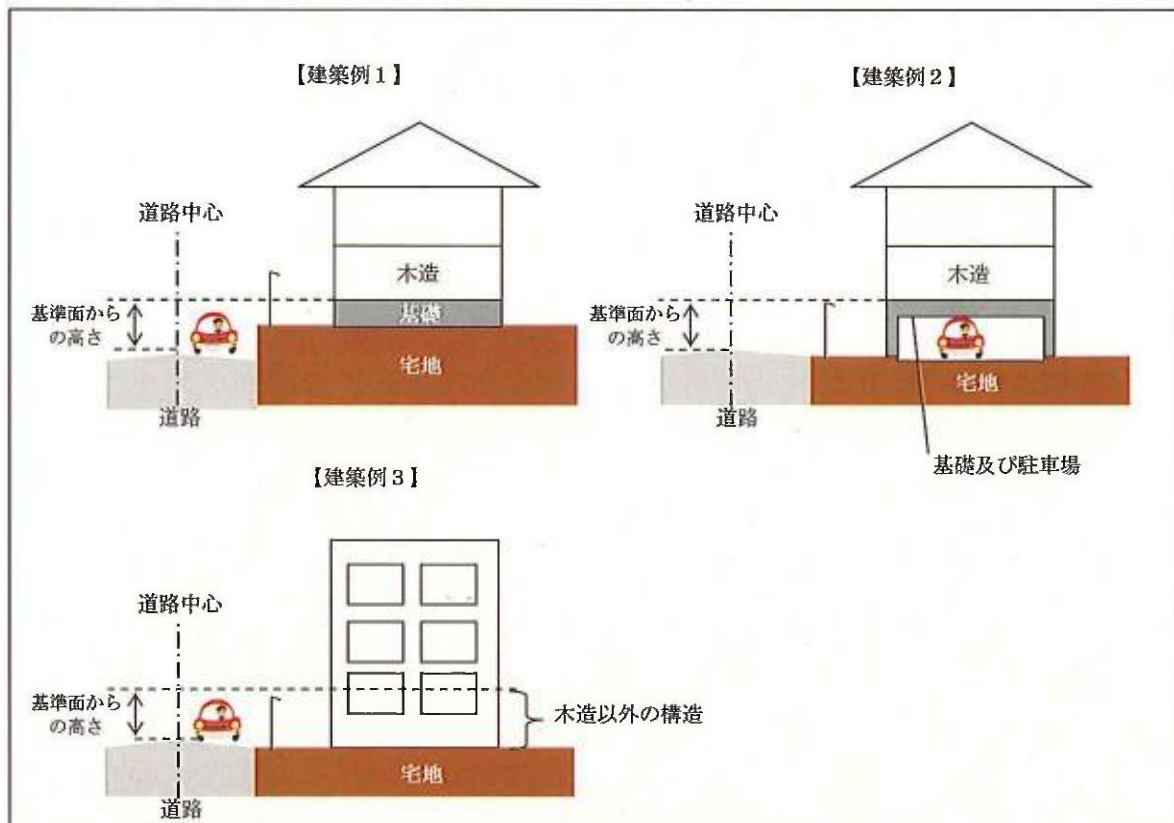 【建築例１】
道路中心
基準面から
の高さ
木造
基礎
宅地
道路
【建築例２】
道路中心
基準面から
の高さ
木造
宅地
道路
基礎及び駐車場
【建築例３】
道路中心
基準面から
の高さ
木造以外の構造
宅地
道路